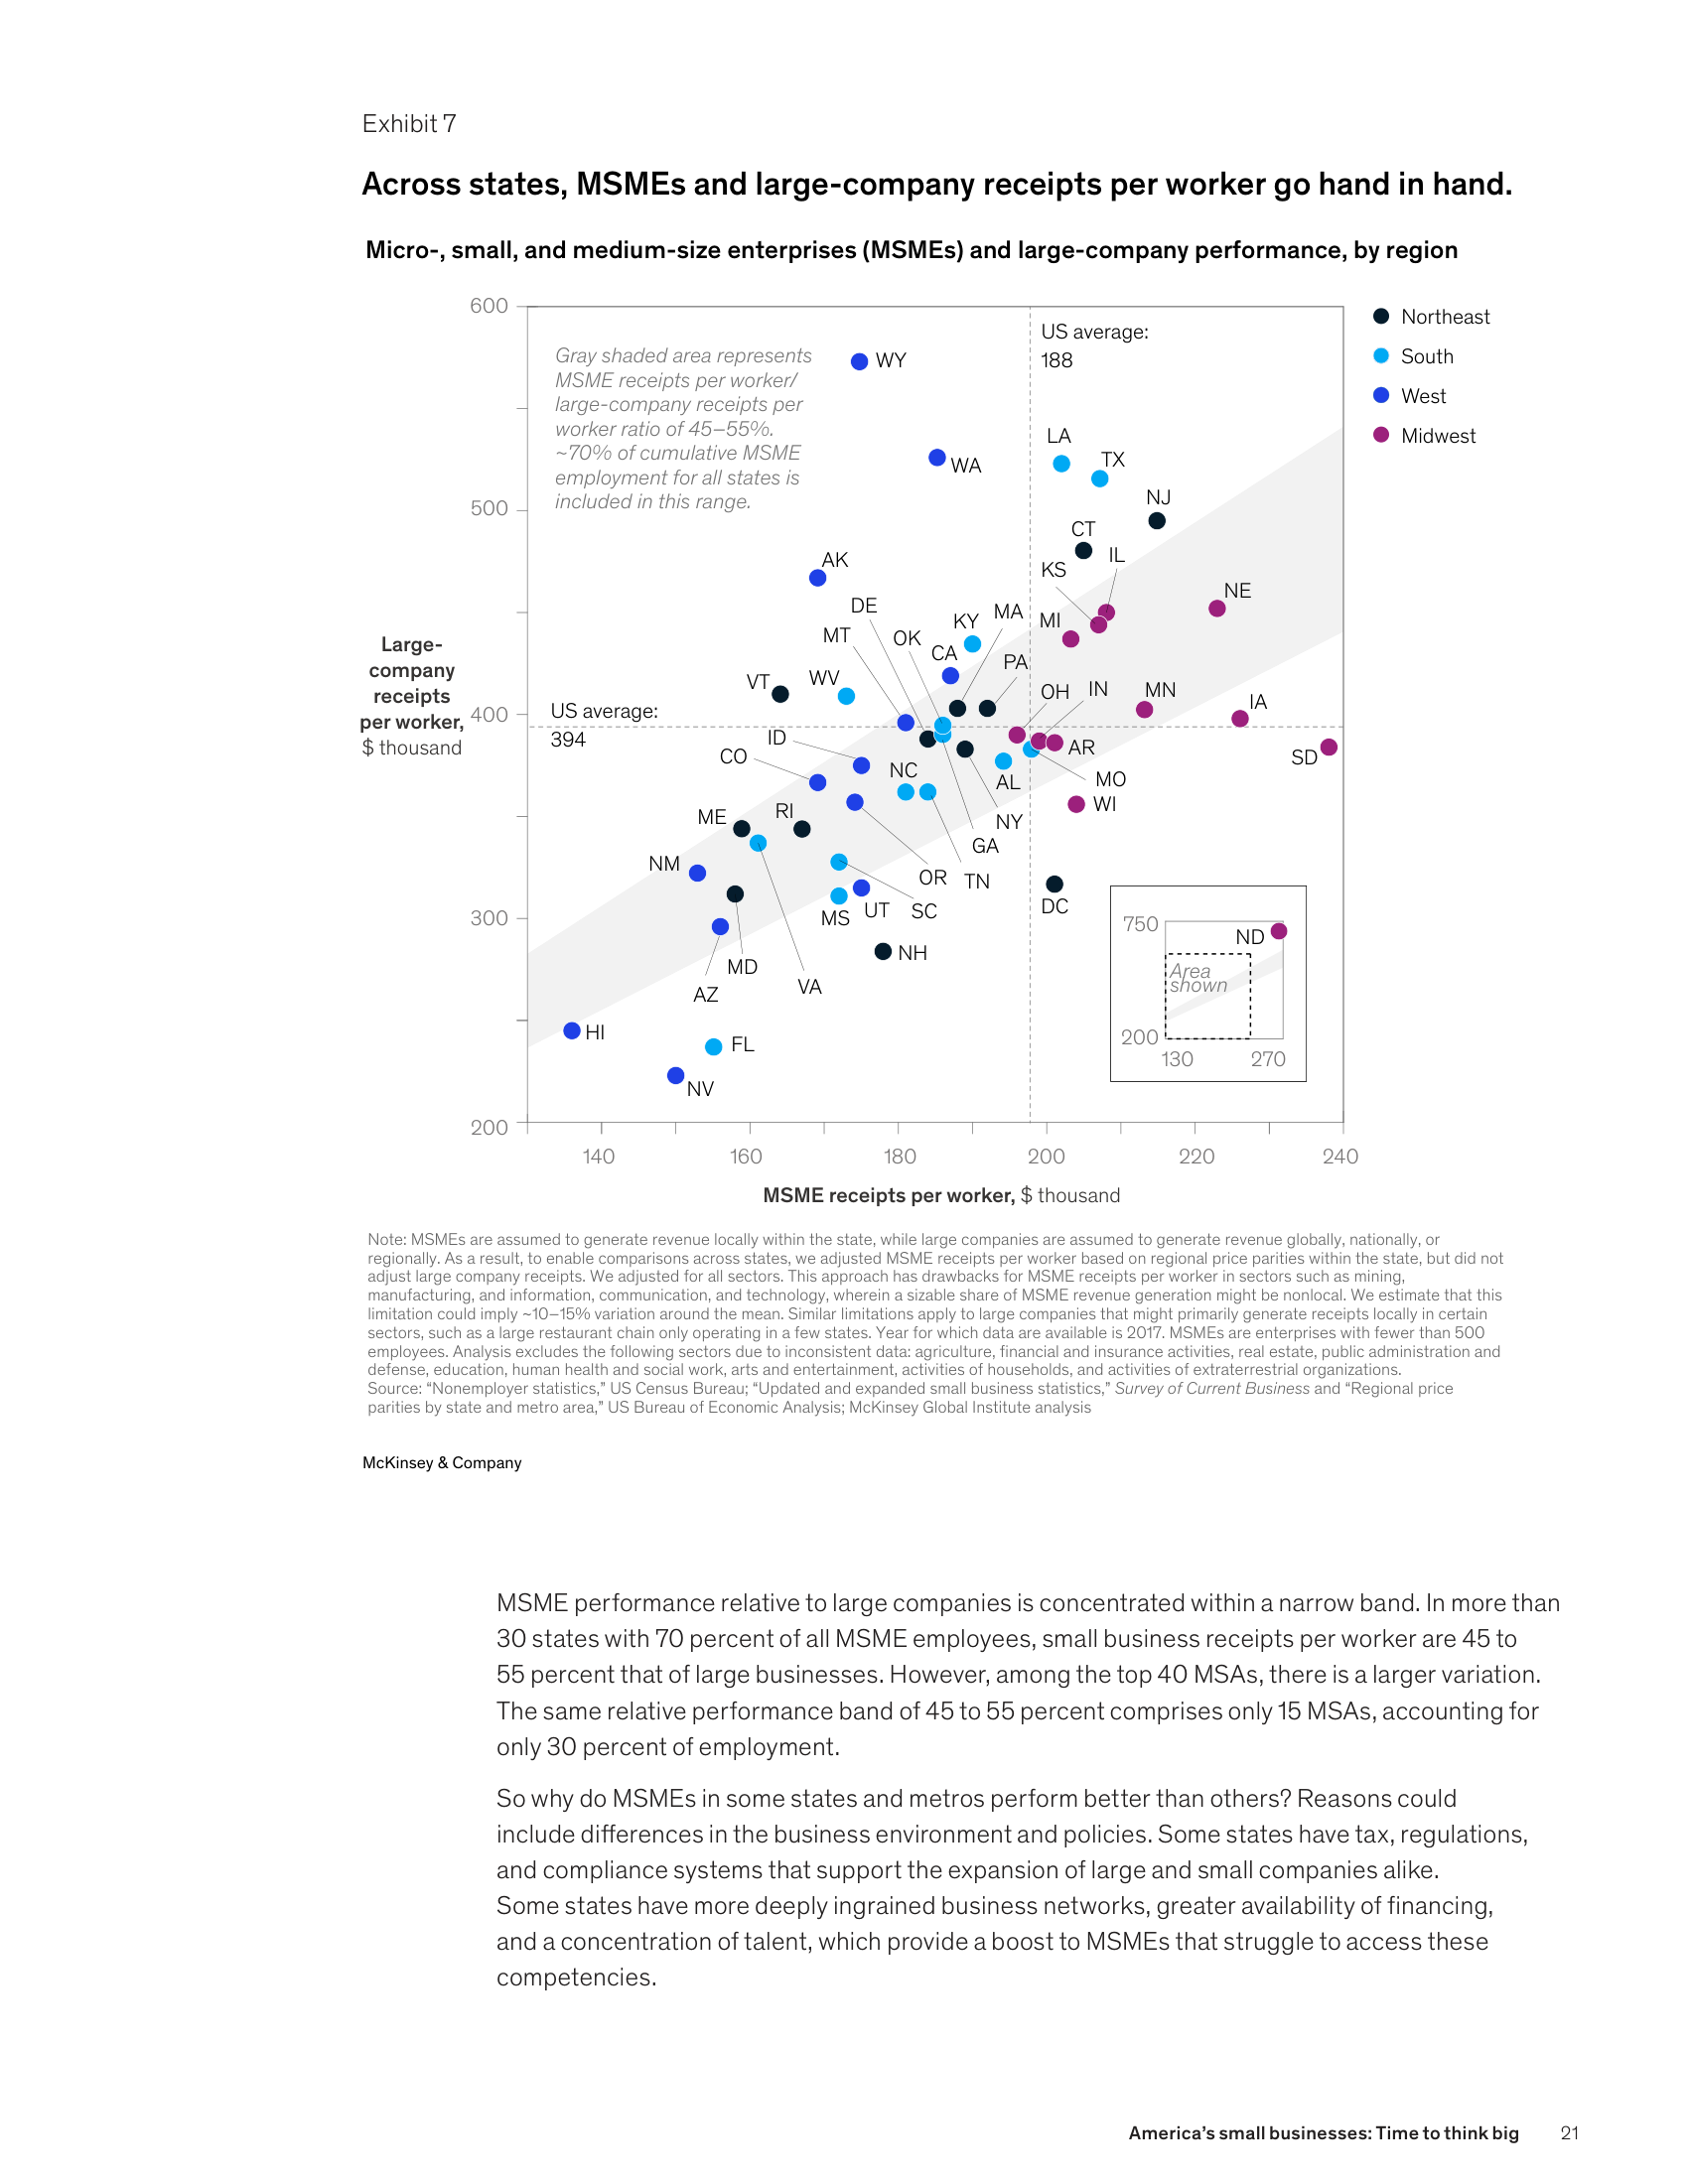 Exhibit 7
Across states, MSMEs and large-company receipts per worker go hand in hand.
Micro-, small, and medium-size enterprises (MSMEs) and large-company performance, by region
600
500
400
300
200
Large-
company
receipts
per worker,
$ thousand
Gray shaded area represents
MSME receipts per worker/
large-company receipts per
worker ratio of 45–55%.
~70% of cumulative MSME
employment for all states is
included in this range.
US average:
188
US average:
394
Northeast
South
West
Midwest
WY
WA
LA
TX
NJ
CT
IL
KS
AK
NE
DE
MA
MI
KY
MT
OK
CA
PA
VT
WV
OH
IN
MN
IA
ID
AR
SD
CO
NC
AL
MO
WI
ME
RI
NY
GA
NM
OR
TN
DC
MS
UT
SC
NH
MD
VA
AZ
HI
FL
NV
750
ND
Area
shown
200
130
270
140
160
180
200
220
240
MSME receipts per worker, $ thousand
Note: MSMEs are assumed to generate revenue locally within the state, while large companies are assumed to generate revenue globally, nationally, or
regionally. As a result, to enable comparisons across states, we adjusted MSME receipts per worker based on regional price parities within the state, but did not
adjust large company receipts. We adjusted for all sectors. This approach has drawbacks for MSME receipts per worker in sectors such as mining,
manufacturing, and information, communication, and technology, wherein a sizable share of MSME revenue generation might be nonlocal. We estimate that this
limitation could imply ~10–15% variation around the mean. Similar limitations apply to large companies that might primarily generate receipts locally in certain
sectors, such as a large restaurant chain only operating in a few states. Year for which data are available is 2017. MSMEs are enterprises with fewer than 500
employees. Analysis excludes the following sectors due to inconsistent data: agriculture, financial and insurance activities, real estate, public administration and
defense, education, human health and social work, arts and entertainment, activities of households, and activities of extraterrestrial organizations.
Source: “Nonemployer statistics,” US Census Bureau; “Updated and expanded small business statistics,” Survey of Current Business and “Regional price
parities by state and metro area,” US Bureau of Economic Analysis; McKinsey Global Institute analysis
McKinsey & Company
MSME performance relative to large companies is concentrated within a narrow band. In more than
30 states with 70 percent of all MSME employees, small business receipts per worker are 45 to
55 percent that of large businesses. However, among the top 40 MSAs, there is a larger variation.
The same relative performance band of 45 to 55 percent comprises only 15 MSAs, accounting for
only 30 percent of employment.
So why do MSMEs in some states and metros perform better than others? Reasons could
include differences in the business environment and policies. Some states have tax, regulations,
and compliance systems that support the expansion of large and small companies alike.
Some states have more deeply ingrained business networks, greater availability of financing,
and a concentration of talent, which provide a boost to MSMEs that struggle to access these
competencies.
America’s small businesses: Time to think big 21